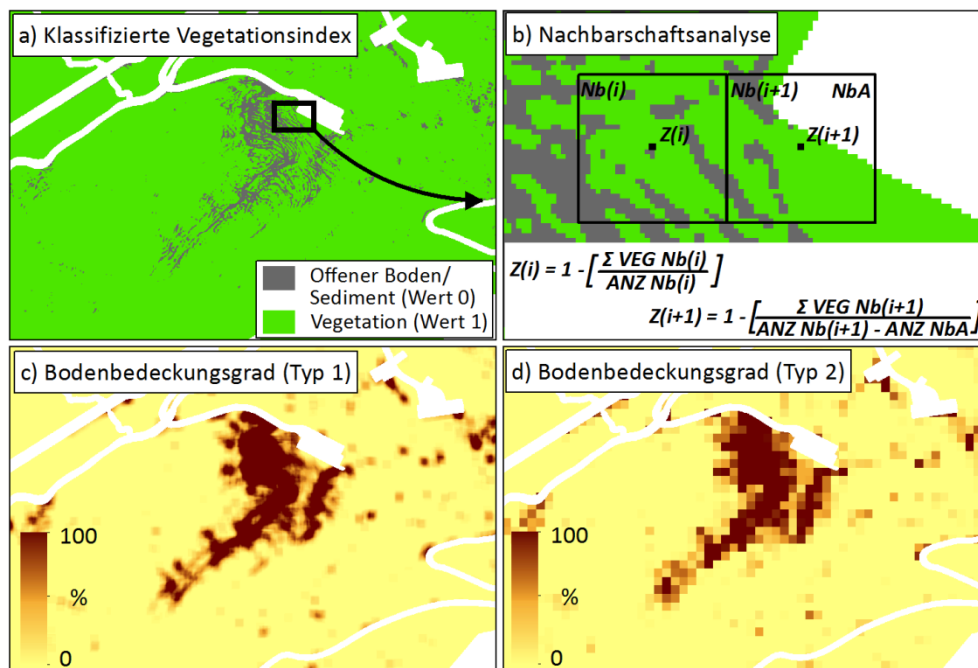 a) Klassifizierte Vegetationsindex
Offener Boden/
Sediment (Wert 0)
Vegetation (Wert 1)
b) Nachbarschaftsanalyse
Nb(i)
Nb(i+1)
NbA
Z(i)
Z(i+1)
Z(i) = 1 - [ Σ VEG Nb(i) / ANZ Nb(i) ]
Z(i+1) = 1 - [ Σ VEG Nb(i+1) / ANZ Nb(i+1) - ANZ NbA ]
c) Bodenbedeckungsgrad (Typ 1)
100
%
0
d) Bodenbedeckungsgrad (Typ 2)
100
%
0